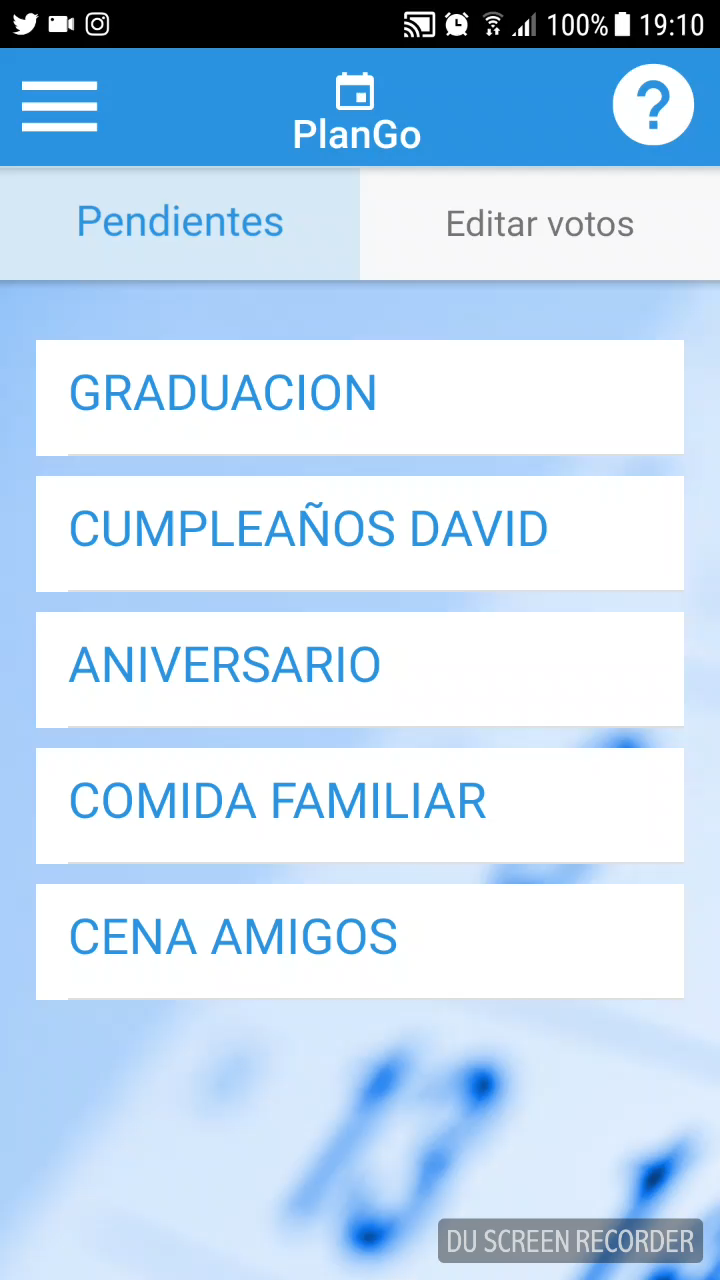 100% 19:10
PlanGo
?
Pendientes
Editar votos
GRADUACION
CUMPLEAÑOS DAVID
ANIVERSARIO
COMIDA FAMILIAR
CENA AMIGOS
DU SCREEN RECORDER